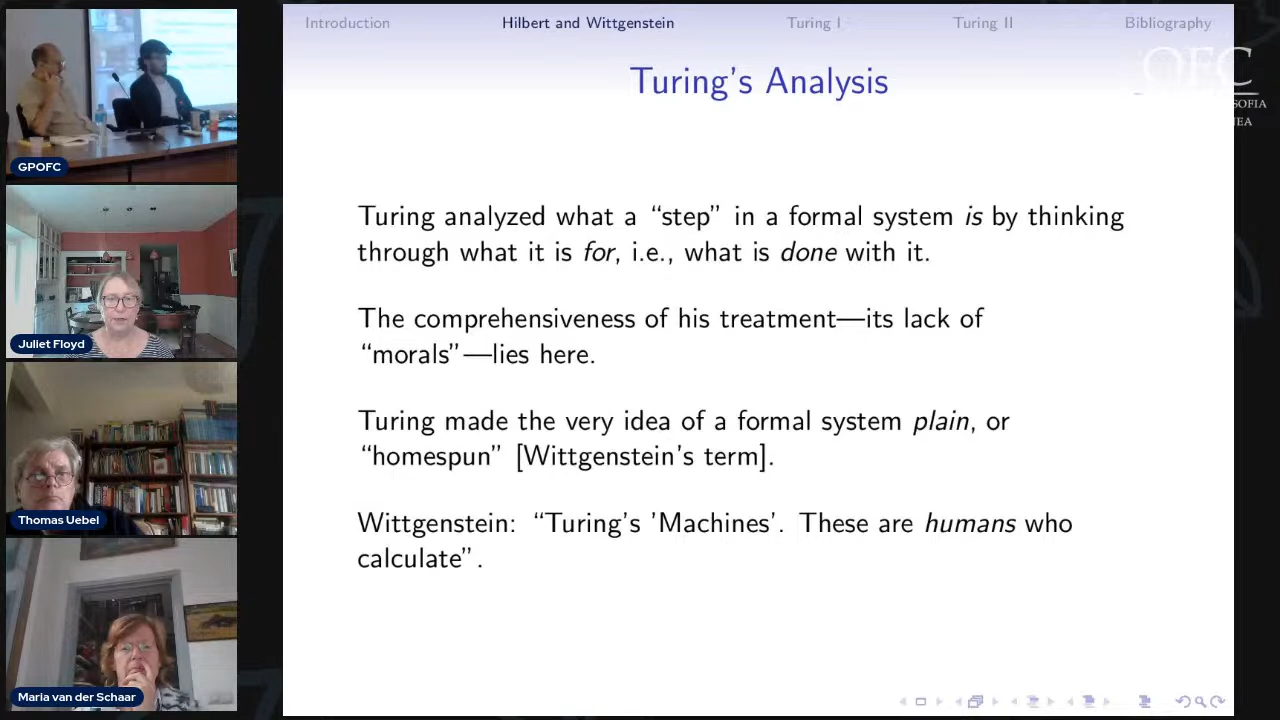 Introduction
Hilbert and Wittgenstein
Turing I
Turing II
Bibliography
Turing's Analysis
OFC
SOFIA
NEA
Turing analyzed what a “step” in a formal system is by thinking
through what it is for, i.e., what is done with it.
The comprehensiveness of his treatment—its lack of
“morals”—lies here.
Turing made the very idea of a formal system plain, or
“homespun” [Wittgenstein's term].
Wittgenstein: “Turing's 'Machines'. These are humans who
calculate”.
GPOFC
Juliet Floyd
Thomas Uebel
Maria van der Schaar